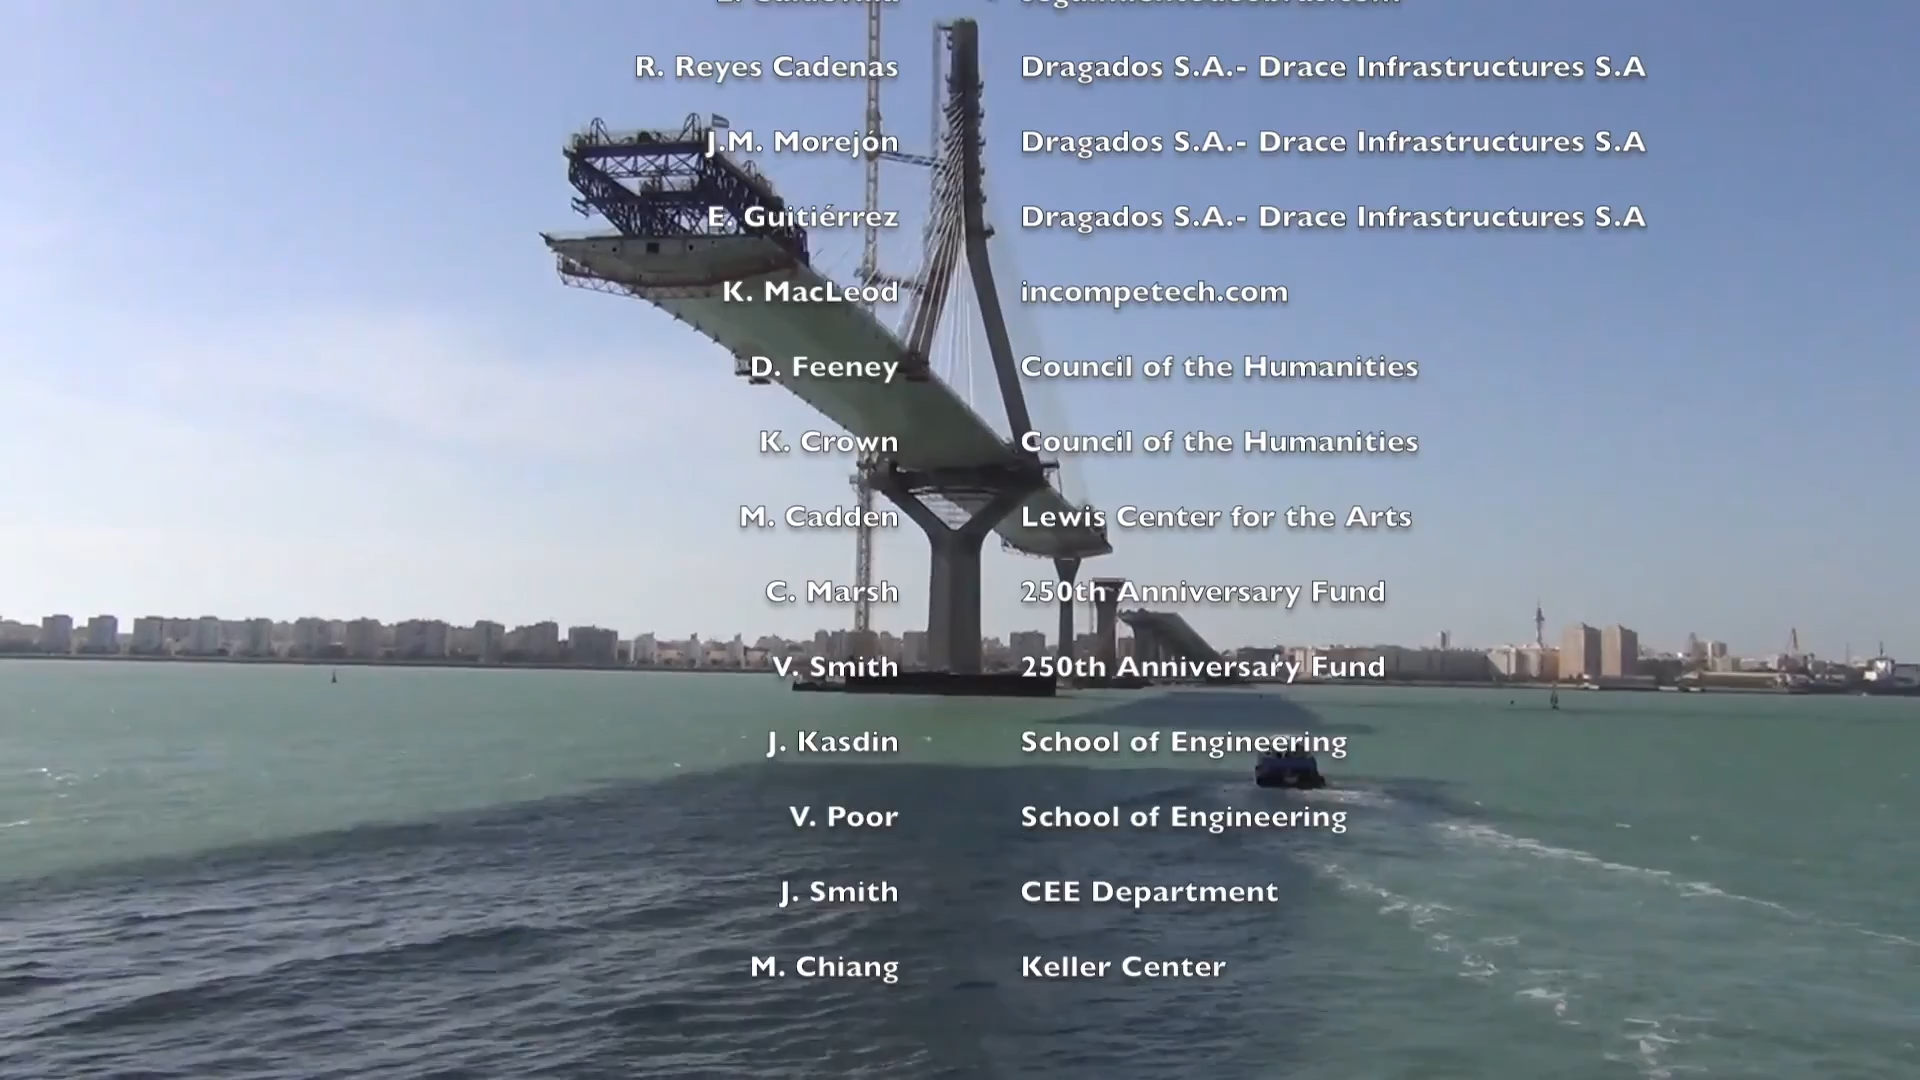 R. Reyes Cadenas Dragados S.A.- Drace Infrastructures S.A
J.M. Morejón Dragados S.A.- Drace Infrastructures S.A
E. Guitiérrez Dragados S.A.- Drace Infrastructures S.A
K. MacLeod incompetech.com
D. Feeney Council of the Humanities
K. Crown Council of the Humanities
M. Cadden Lewis Center for the Arts
C. Marsh 250th Anniversary Fund
V. Smith 250th Anniversary Fund
J. Kasdin School of Engineering
V. Poor School of Engineering
J. Smith CEE Department
M. Chiang Keller Center